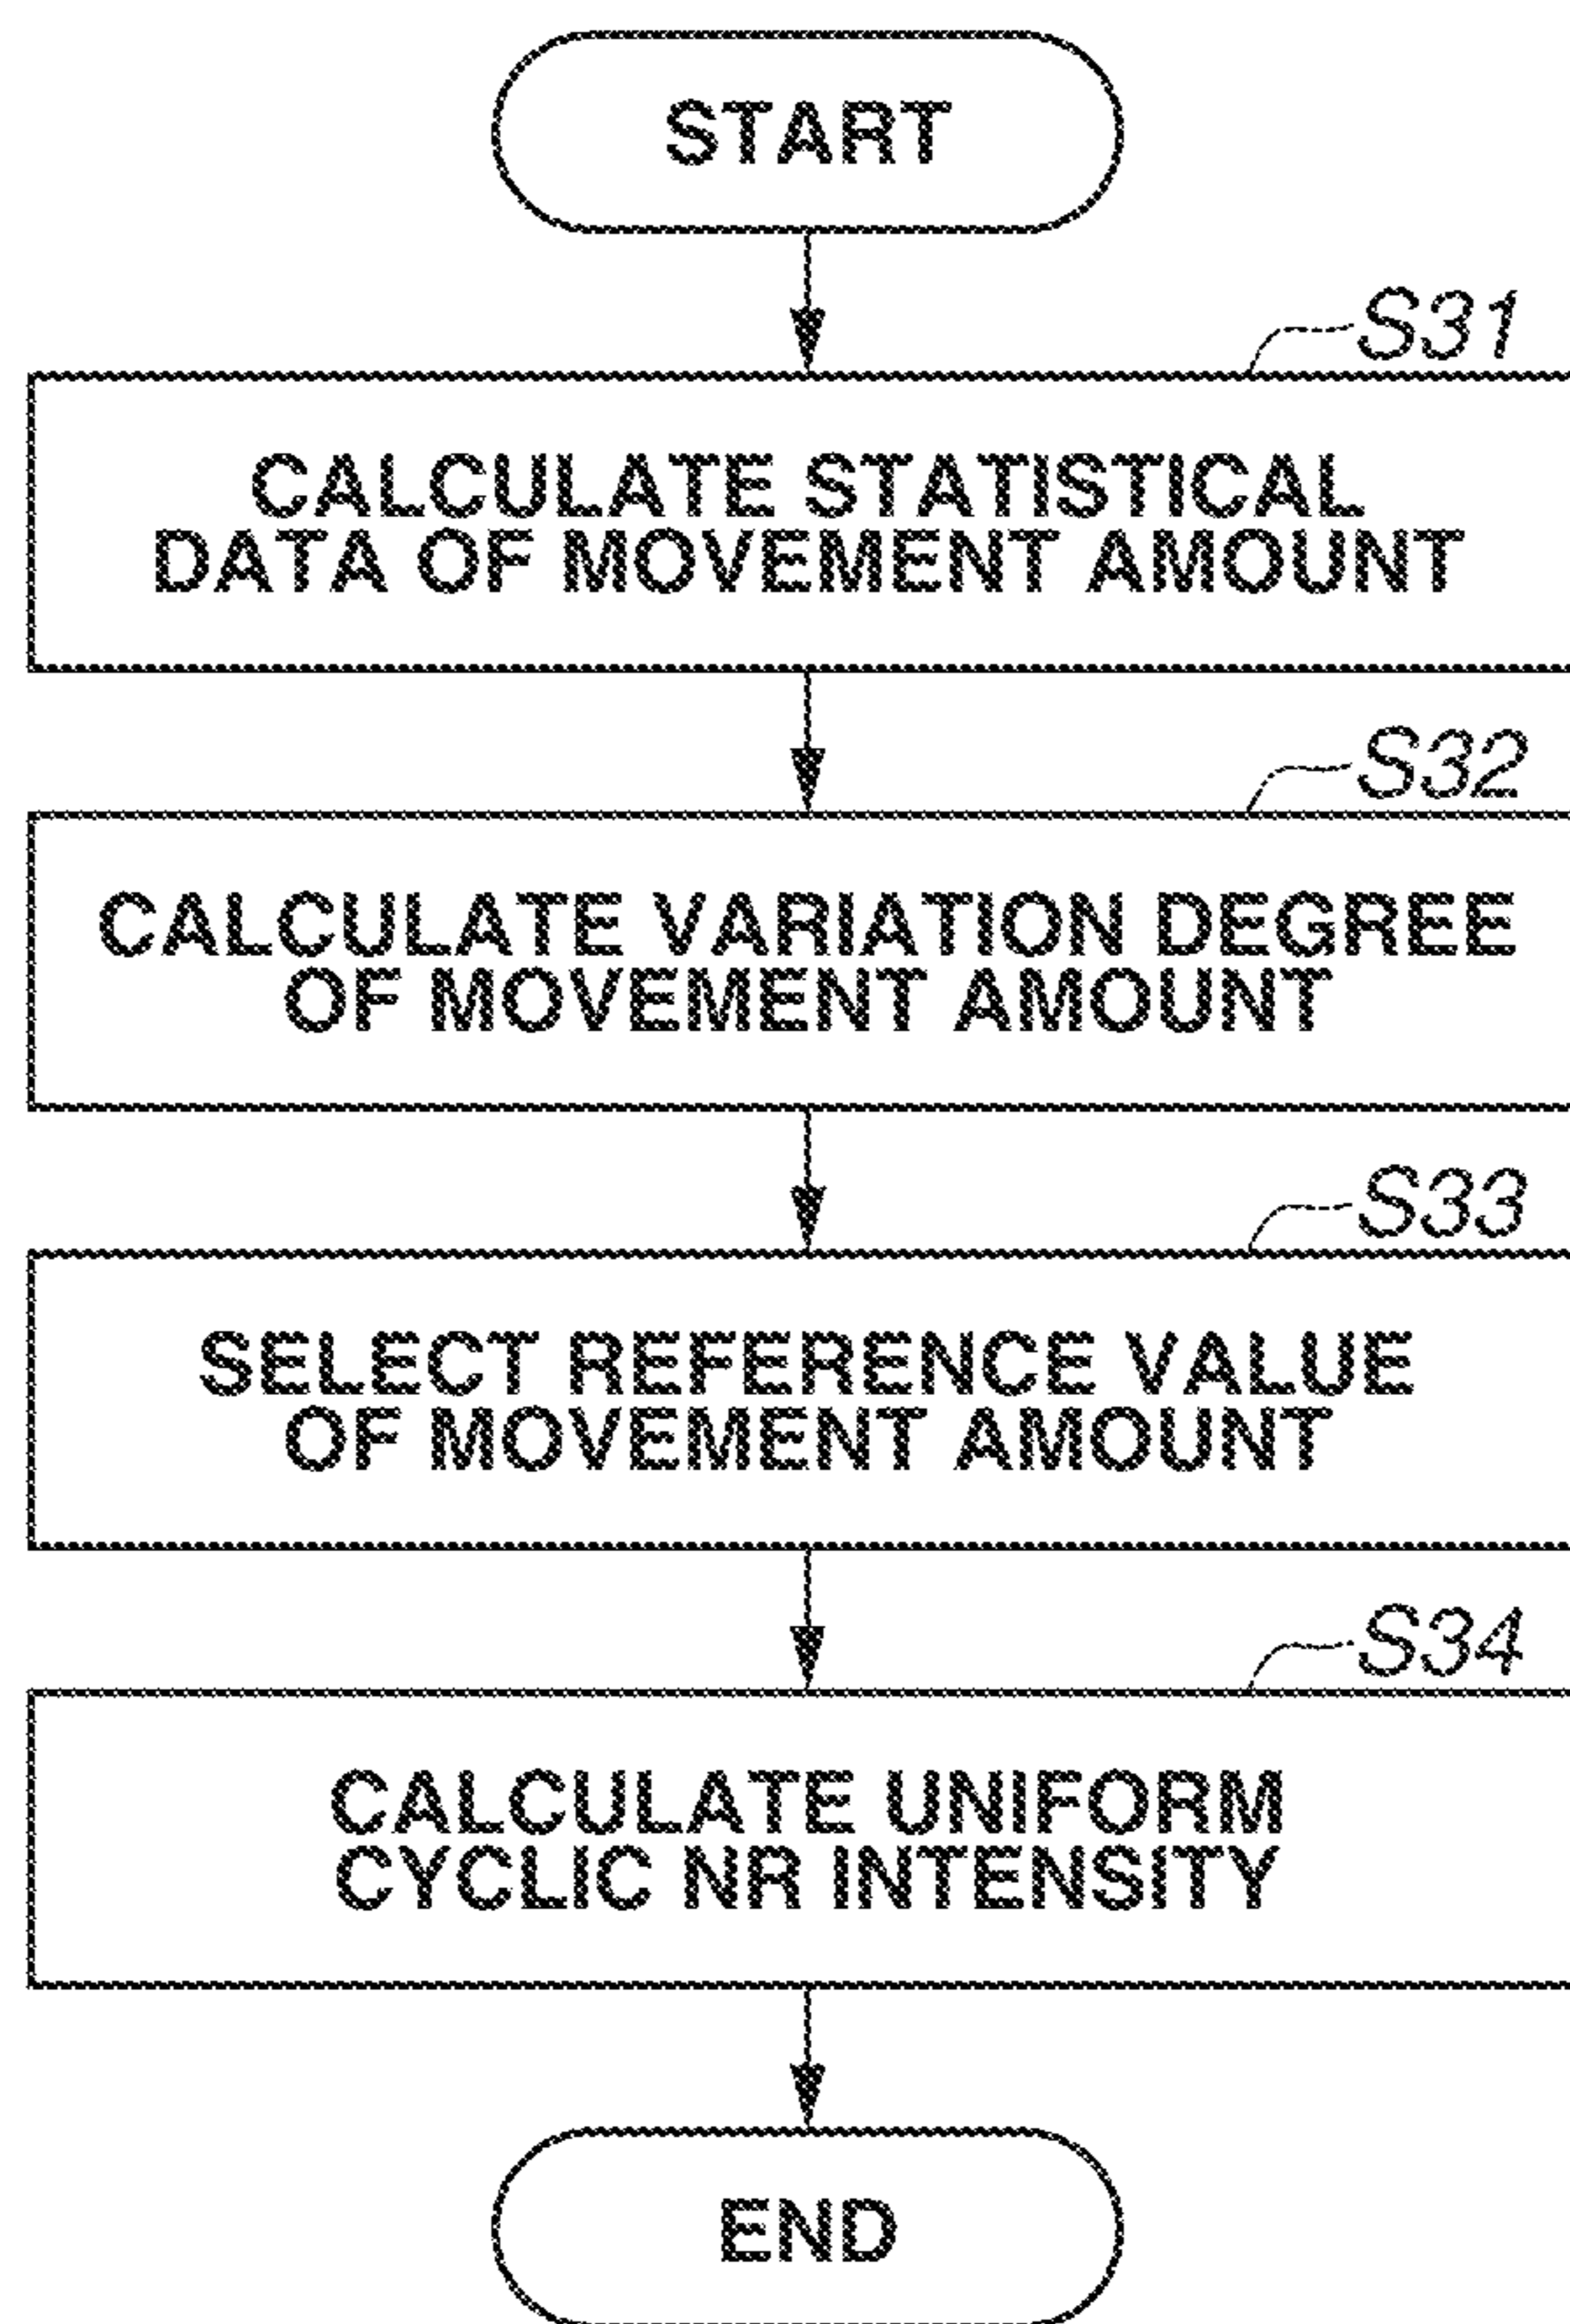 START
S31
CALCULATE STATISTICAL
DATA OF MOVEMENT AMOUNT
S32
CALCULATE VARIATION DEGREE
OF MOVEMENT AMOUNT
S33
SELECT REFERENCE VALUE
OF MOVEMENT AMOUNT
S34
CALCULATE UNIFORM
CYCLIC NR INTENSITY
END